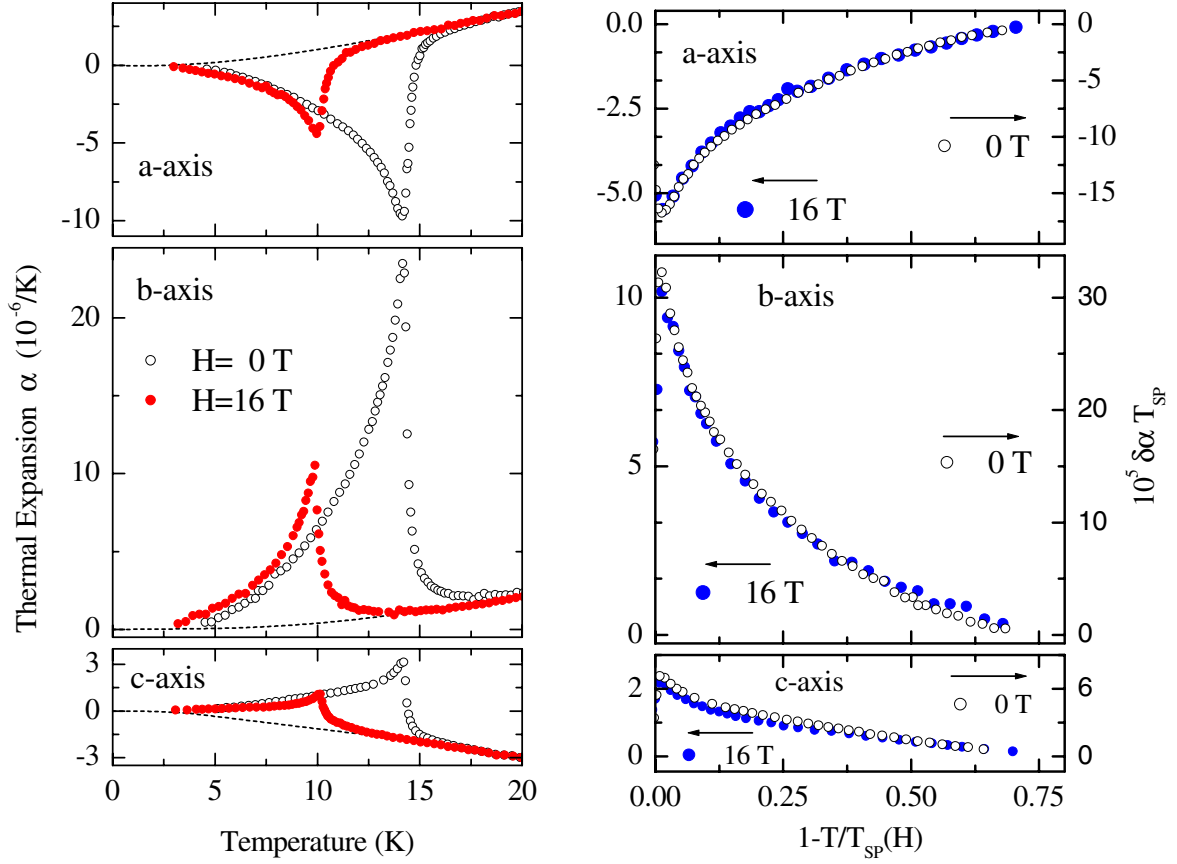 0
-5
-10
a-axis
Thermal Expansion α (10⁻⁶/K)
b-axis
20
10
0
H= 0 T
H=16 T
c-axis
3
0
-3
0
5
10
15
20
Temperature (K)
0.0
-2.5
-5.0
a-axis
0 T
16 T
0
-5
-10
-15
b-axis
10
5
0
0 T
16 T
30
20
10
0
10⁵ δα T_SP
c-axis
2
0
0 T
16 T
6
0
0.00
0.25
0.50
0.75
1-T/T_SP(H)